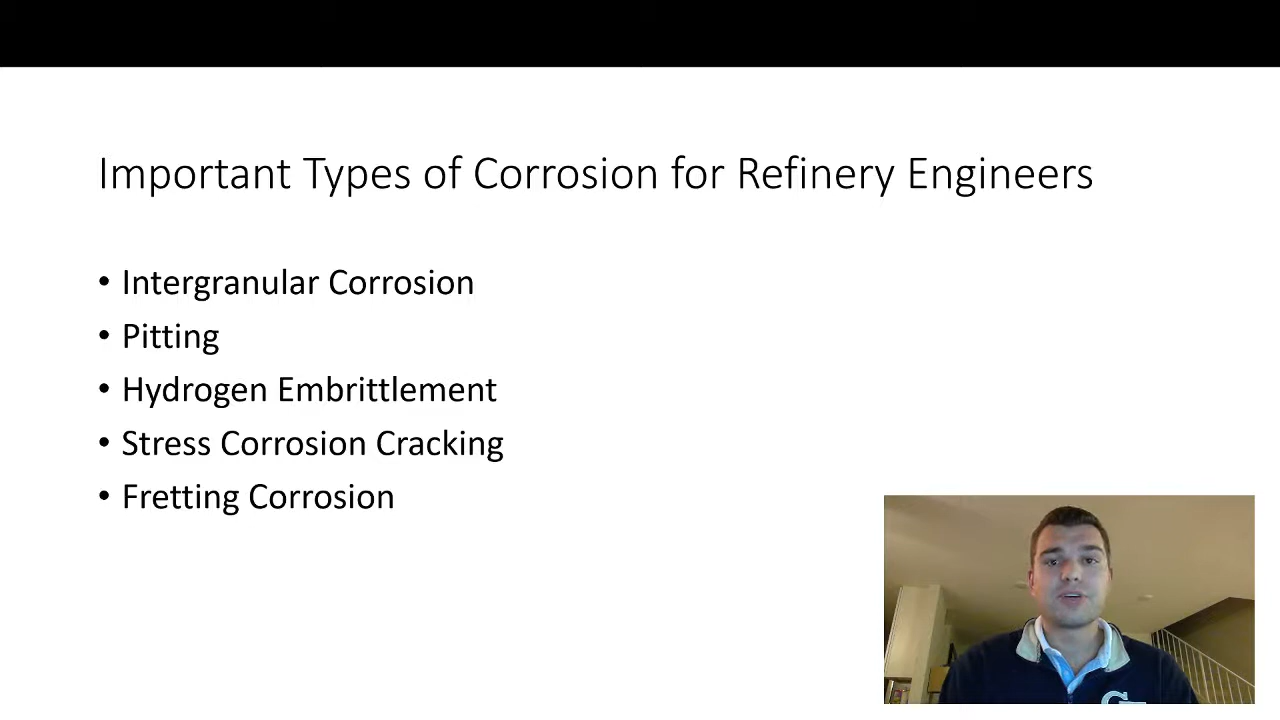 Important Types of Corrosion for Refinery Engineers
• Intergranular Corrosion
• Pitting
• Hydrogen Embrittlement
• Stress Corrosion Cracking
• Fretting Corrosion